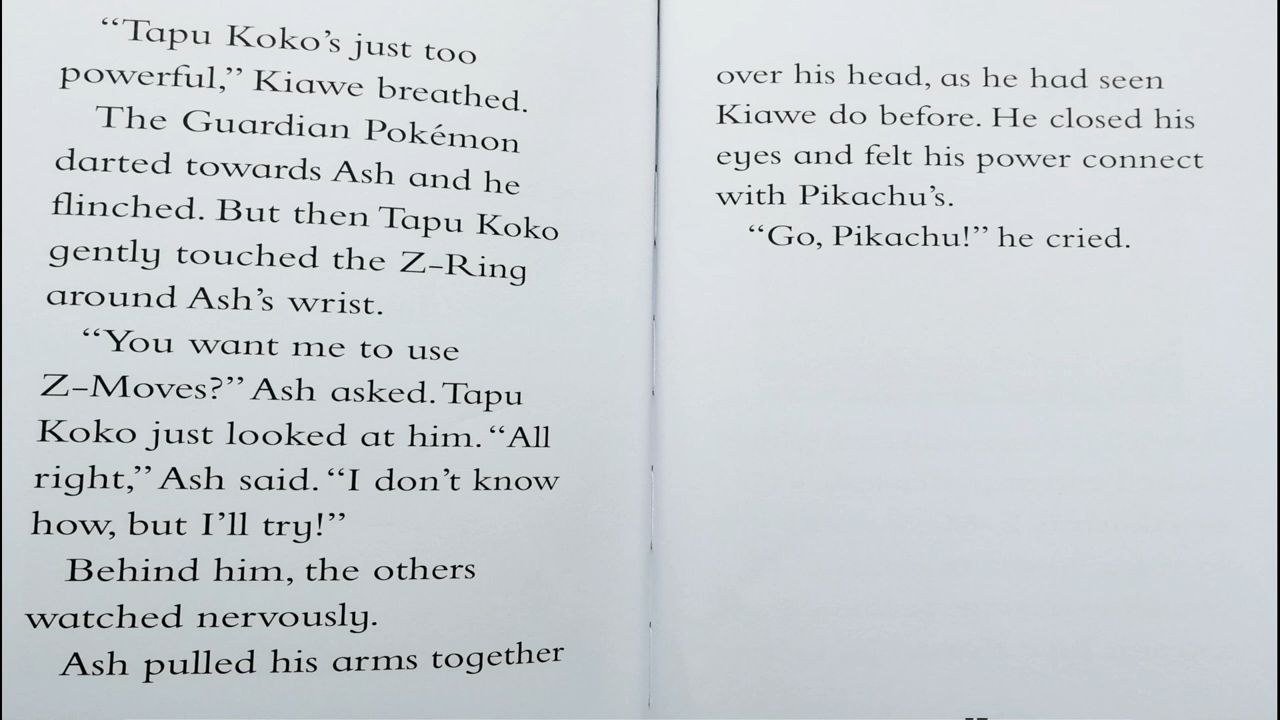 “Tapu Koko’s just too
powerful,” Kiawe breathed.
The Guardian Pokémon
darted towards Ash and he
flinched. But then Tapu Koko
gently touched the Z-Ring
around Ash’s wrist.
“You want me to use
Z-Moves?” Ash asked. Tapu
Koko just looked at him. “All
right,” Ash said. “I don’t know
how, but I’ll try!”
Behind him, the others
watched nervously.
Ash pulled his arms together
over his head, as he had seen
Kiawe do before. He closed his
eyes and felt his power connect
with Pikachu’s.
“Go, Pikachu!” he cried.